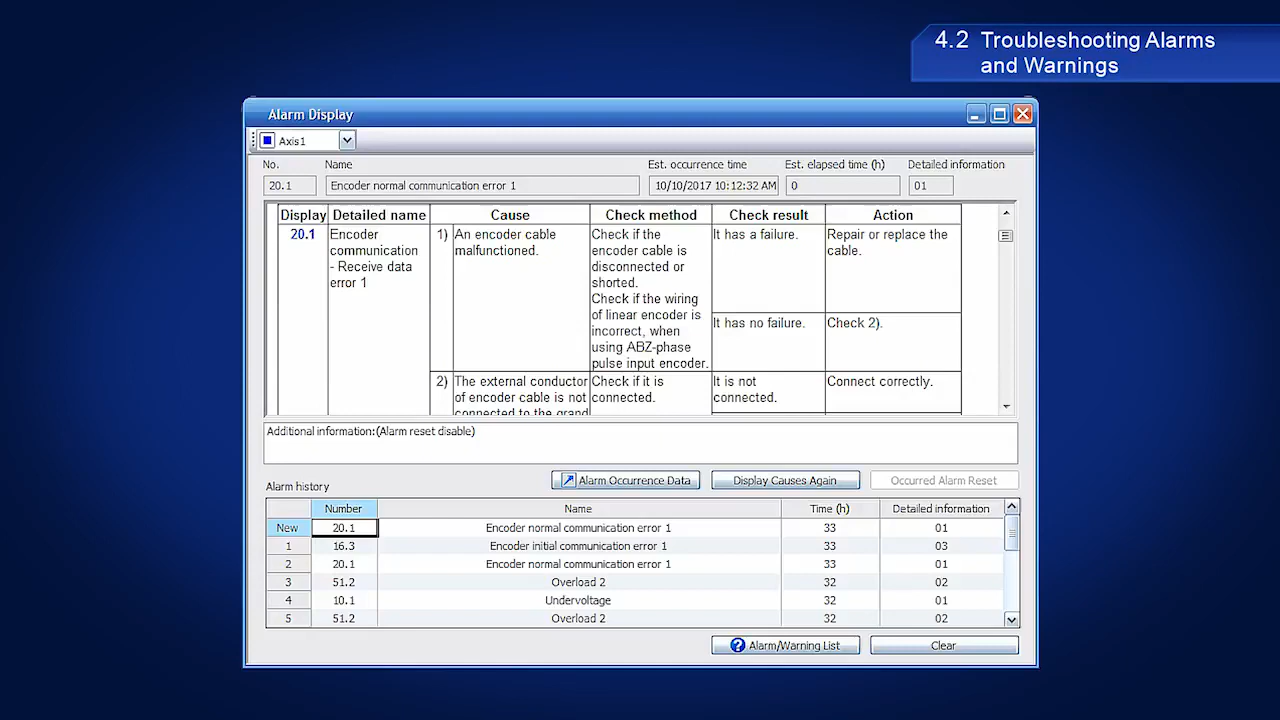 4.2 Troubleshooting Alarms
and Warnings
Alarm Display
Axis1
No. Name Est. occurrence time Est. elapsed time (h) Detailed information
20.1 Encoder normal communication error 1 10/10/2017 10:12:32 AM 0 01
Display Detailed name Cause Check method Check result Action
20.1 Encoder 1) An encoder cable Check if the It has a failure. Repair or replace the
communication malfunctioned. encoder cable is cable.
- Receive data disconnected or
error 1 shorted.
Check if the wiring
of linear encoder is It has no failure. Check 2).
incorrect, when
using ABZ-phase
pulse input encoder.
2) The external conductor Check if it is It is not Connect correctly.
of encoder cable is not connected. connected.
connected to the grand
Additional information:(Alarm reset disable)
Alarm Occurrence Data Display Causes Again Occurred Alarm Reset
Alarm history
Number Name Time (h) Detailed information
New 20.1 Encoder normal communication error 1 33 01
1 16.3 Encoder initial communication error 1 33 03
2 20.1 Encoder normal communication error 1 33 01
3 51.2 Overload 2 32 02
4 10.1 Undervoltage 32 01
5 51.2 Overload 2 32 02
Alarm/Warning List Clear